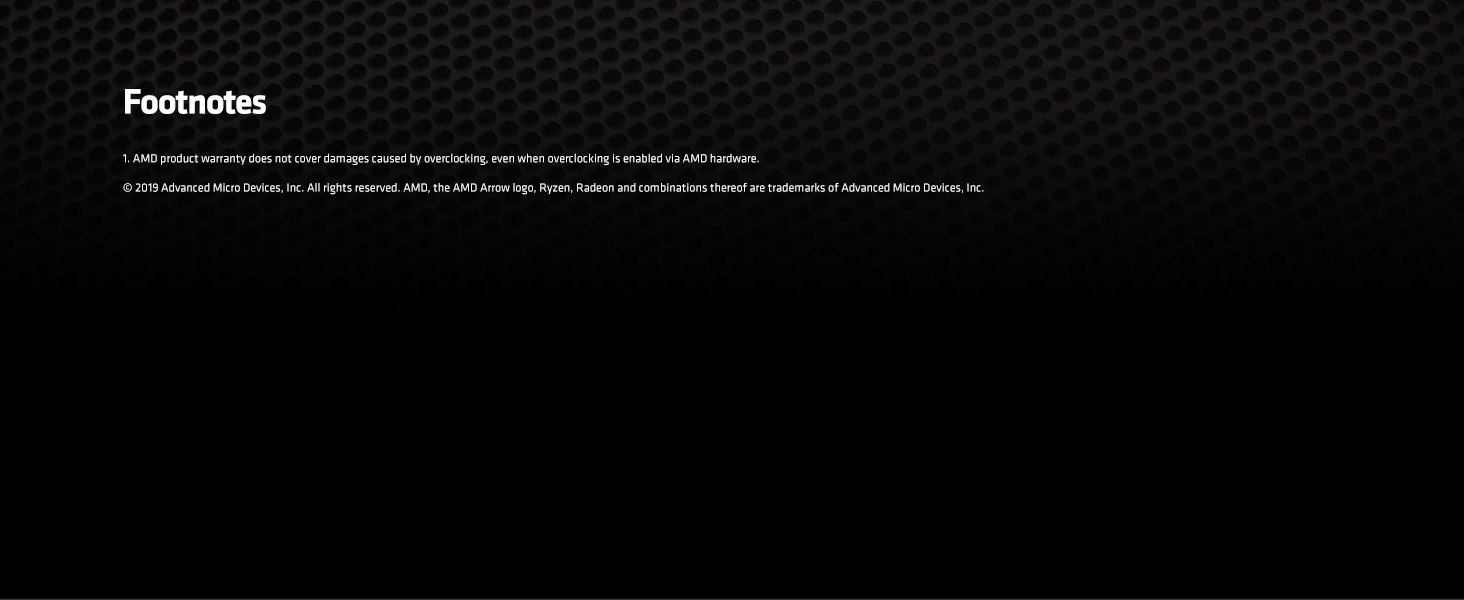 Footnotes
1. AMD product warranty does not cover damages caused by overclocking, even when overclocking is enabled via AMD hardware.
© 2019 Advanced Micro Devices, Inc. All rights reserved. AMD, the AMD Arrow logo, Ryzen, Radeon and combinations thereof are trademarks of Advanced Micro Devices, Inc.